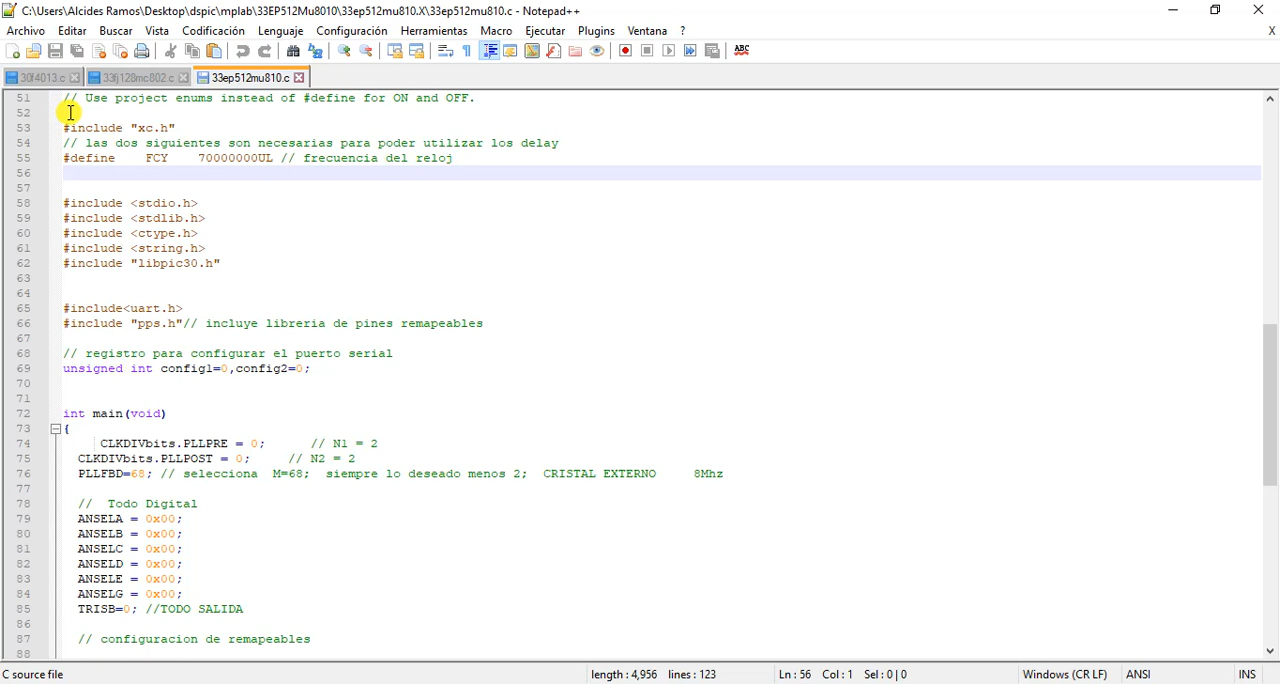 C:\Users\Alcides Ramos\Desktop\dspic\mplab\33EP512Mu8010\33ep512mu810.X\33ep512mu810.c - Notepad++
Archivo Editar Buscar Vista Codificación Lenguaje Configuración Herramientas Macro Ejecutar Plugins Ventana ? X
ABC
30f4013.c 33fj128mc802.c 33ep512mu810.c
51 // Use project enums instead of #define for ON and OFF.
52
53 #include "xc.h"
54 // las dos siguientes son necesarias para poder utilizar los delay
55 #define FCY 70000000UL // frecuencia del reloj
56
57
58 #include <stdio.h>
59 #include <stdlib.h>
60 #include <ctype.h>
61 #include <string.h>
62 #include "libpic30.h"
63
64
65 #include<uart.h>
66 #include "pps.h"// incluye libreria de pines remapeables
67
68 // registro para configurar el puerto serial
69 unsigned int config1=0,config2=0;
70
71
72 int main(void)
73 {
74 CLKDIVbits.PLLPRE = 0; // N1 = 2
75 CLKDIVbits.PLLPOST = 0; // N2 = 2
76 PLLFBD=68; // selecciona M=68; siempre lo deseado menos 2; CRISTAL EXTERNO 8Mhz
77
78 // Todo Digital
79 ANSELA = 0x00;
80 ANSELB = 0x00;
81 ANSELC = 0x00;
82 ANSELD = 0x00;
83 ANSELE = 0x00;
84 ANSELG = 0x00;
85 TRISB=0; //TODO SALIDA
86
87 // configuracion de remapeables
88
C source file length : 4,956 lines : 123 Ln : 56 Col : 1 Sel : 0 | 0 Windows (CR LF) ANSI INS